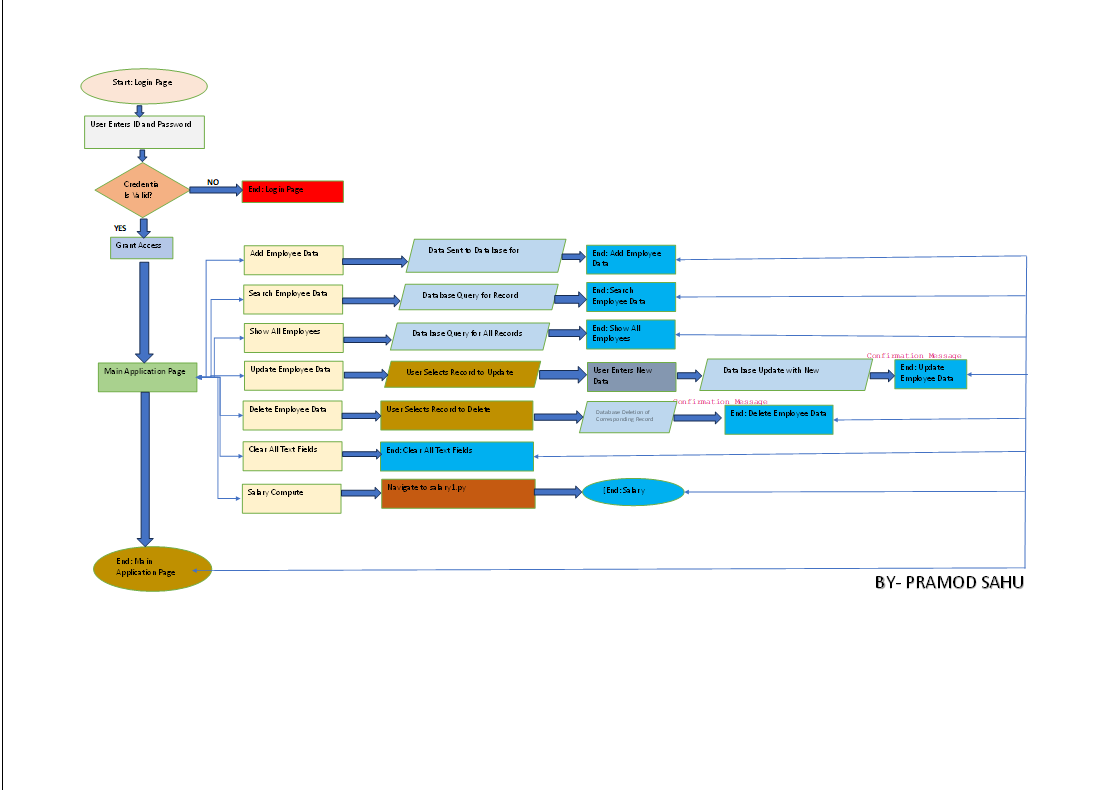 Start: Login Page
User Enters ID and Password
Credentia
Is Valid?
NO
End: Login Page
YES
Grant Access
Add Employee Data
Data Sent to Database for
End: Add Employee
Data
Search Employee Data
Database Query for Record
End: Search
Employee Data
Show All Employees
Database Query for All Records
End: Show All
Employees
Main Application Page
Update Employee Data
User Selects Record to Update
User Enters New
Data
Database Update with New
Confirmation Message
End: Update
Employee Data
Delete Employee Data
User Selects Record to Delete
Database Deletion of
Corresponding Record
Confirmation Message
End: Delete Employee Data
Clear All Text Fields
End: Clear All Text Fields
Salary Compute
Navigate to salary1.py
[End: Salary
End: Main
Application Page
BY- PRAMOD SAHU